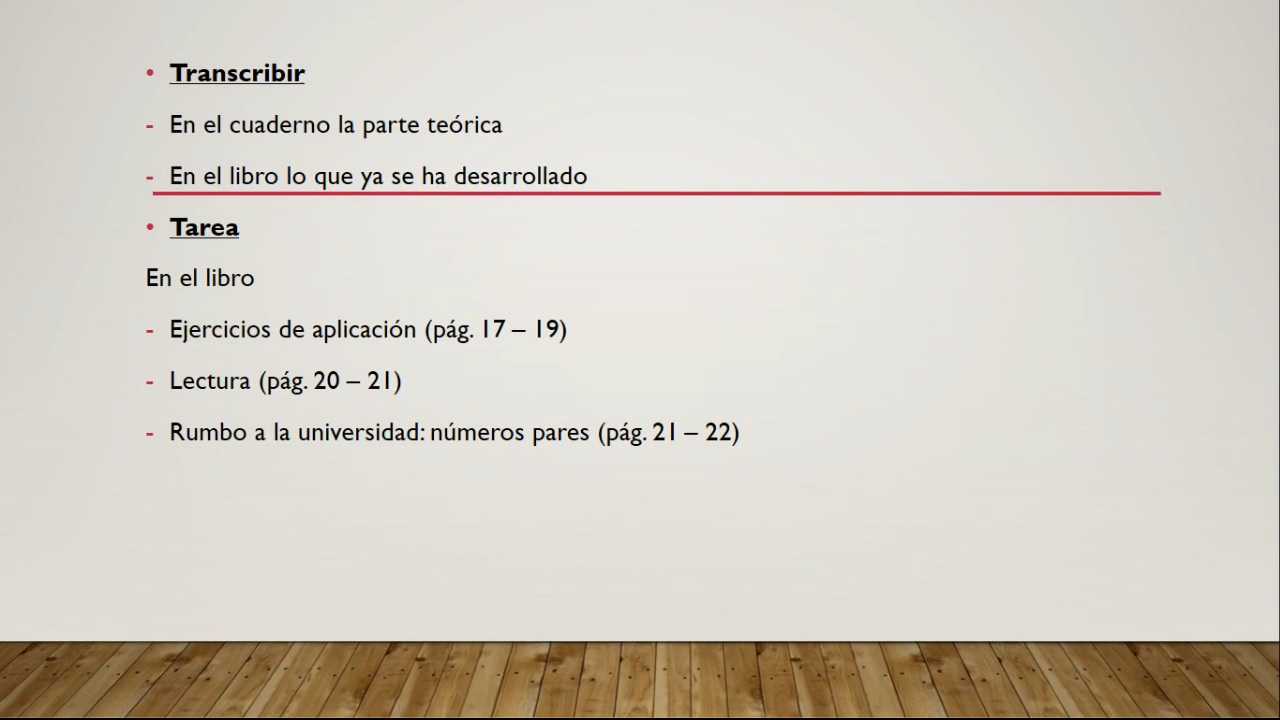 • Transcribir
- En el cuaderno la parte teórica
- En el libro lo que ya se ha desarrollado
• Tarea
En el libro
- Ejercicios de aplicación (pág. 17 – 19)
- Lectura (pág. 20 – 21)
- Rumbo a la universidad: números pares (pág. 21 – 22)